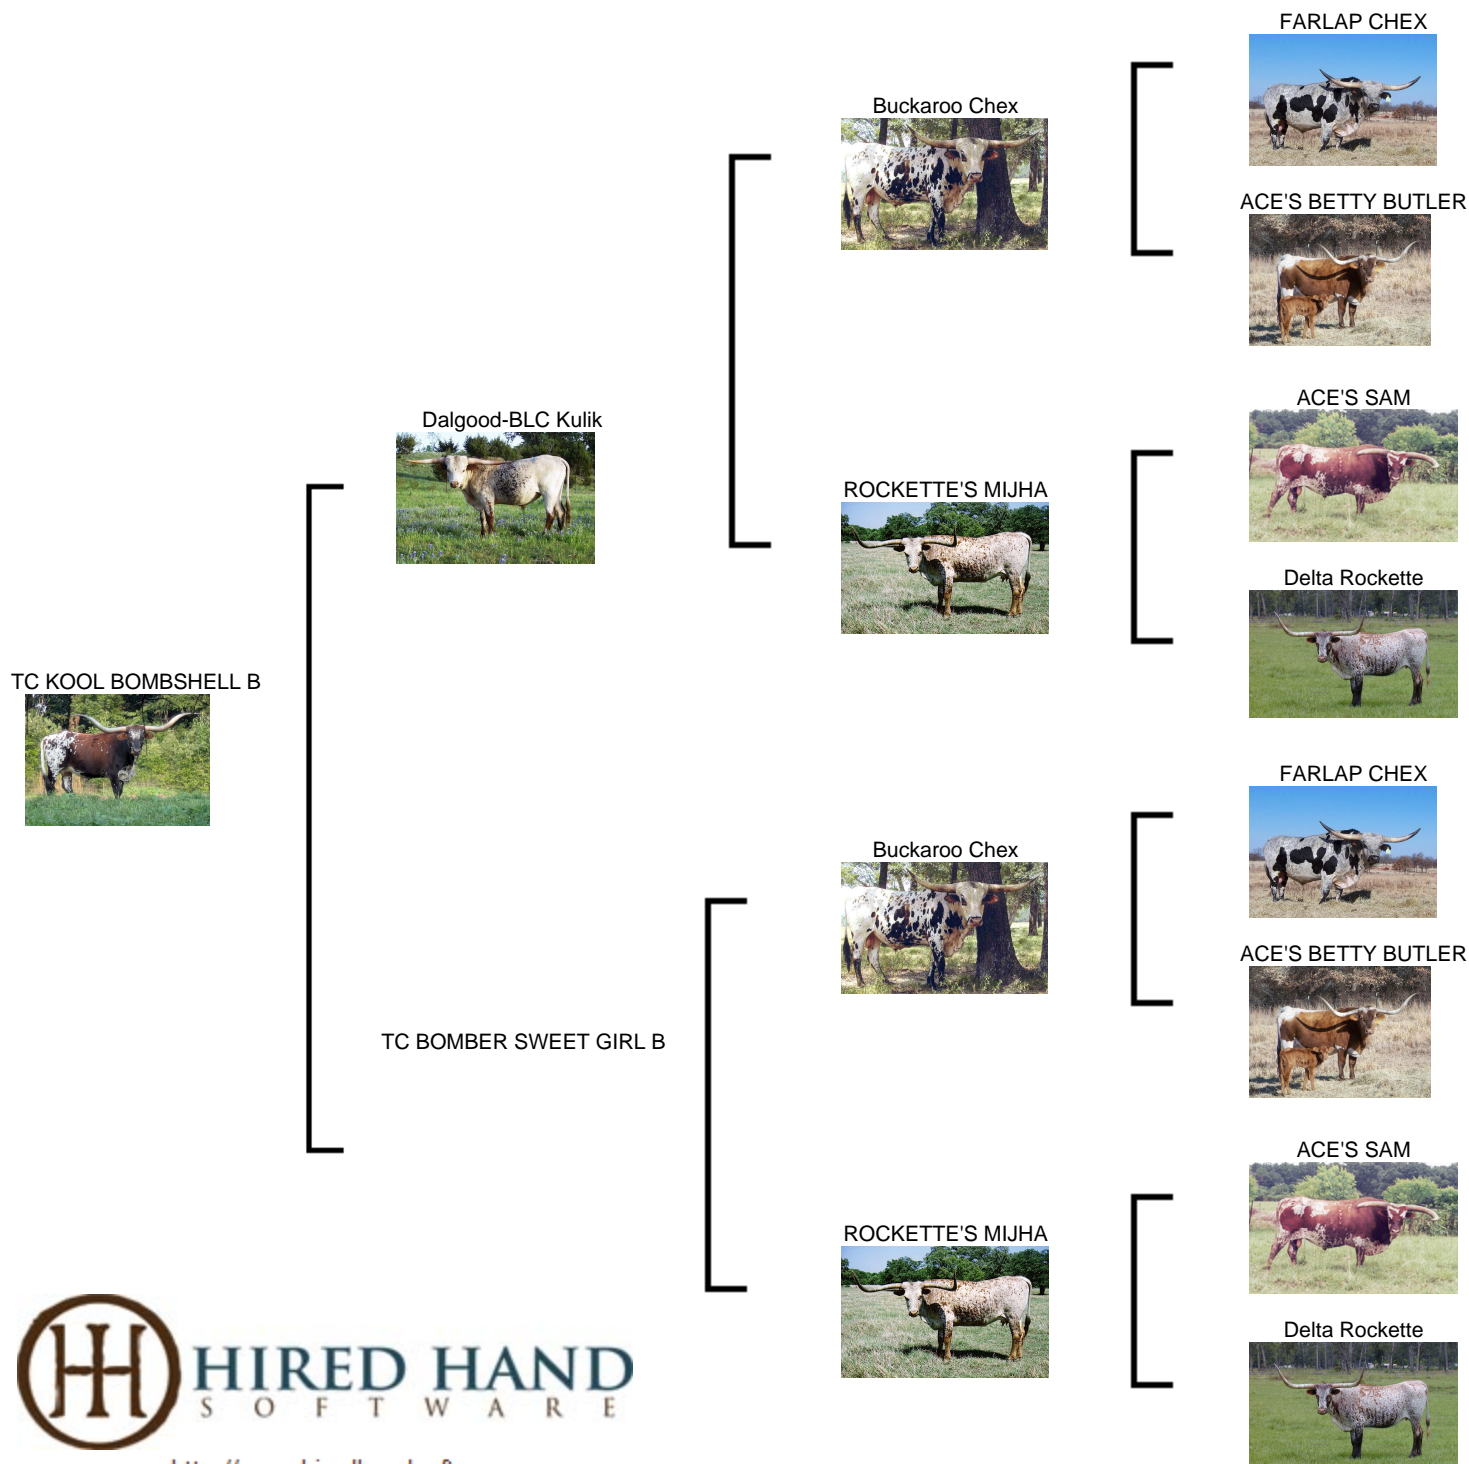 FARLAP CHEX
Buckaroo Chex
ACE'S BETTY BUTLER
Dalgood-BLC Kulik
ACE'S SAM
ROCKETTE'S MIJHA
Delta Rockette
TC KOOL BOMBSHELL B
FARLAP CHEX
Buckaroo Chex
ACE'S BETTY BUTLER
TC BOMBER SWEET GIRL B
ACE'S SAM
ROCKETTE'S MIJHA
Delta Rockette
HIRED HAND
SOFTWARE